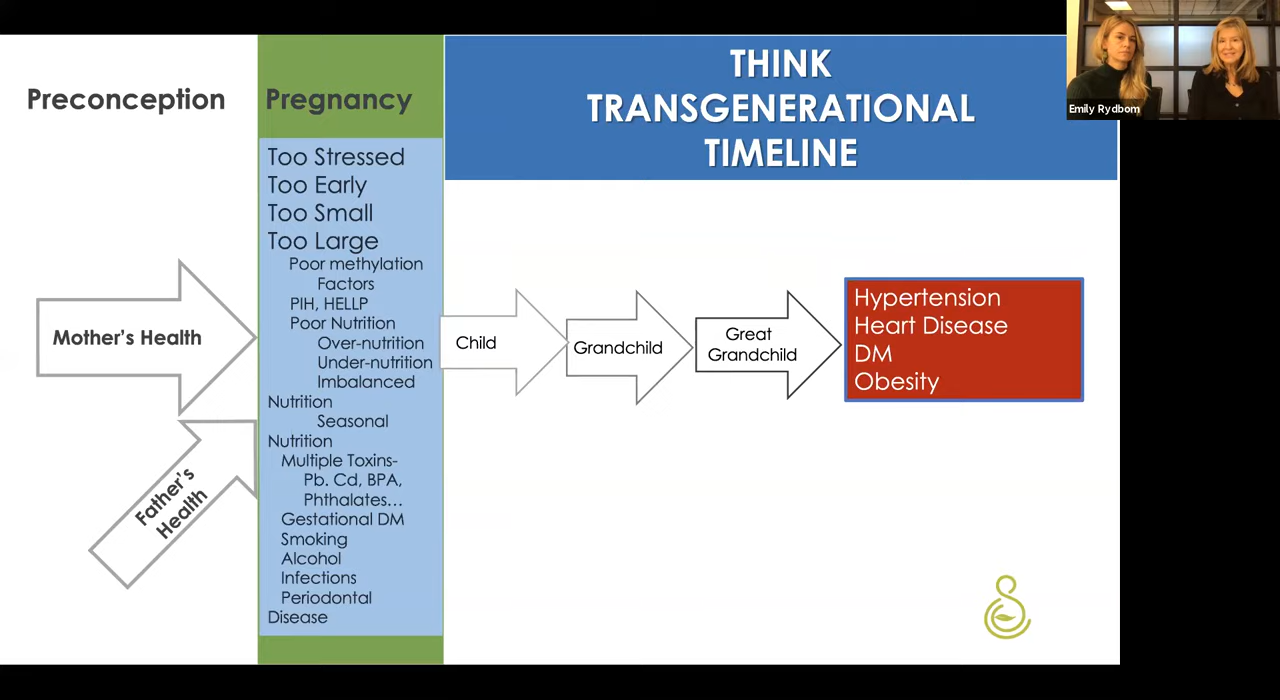 Preconception
Pregnancy
THINK
TRANSGENERATIONAL
TIMELINE
Emily Rydbom
Too Stressed
Too Early
Too Small
Too Large
Poor methylation
Factors
PIH, HELLP
Poor Nutrition
Over-nutrition
Under-nutrition
Imbalanced
Nutrition
Seasonal
Nutrition
Multiple Toxins-
Pb. Cd, BPA,
Phthalates...
Gestational DM
Smoking
Alcohol
Infections
Periodontal
Disease
Mother's Health
Father's
Health
Child
Grandchild
Great
Grandchild
Hypertension
Heart Disease
DM
Obesity